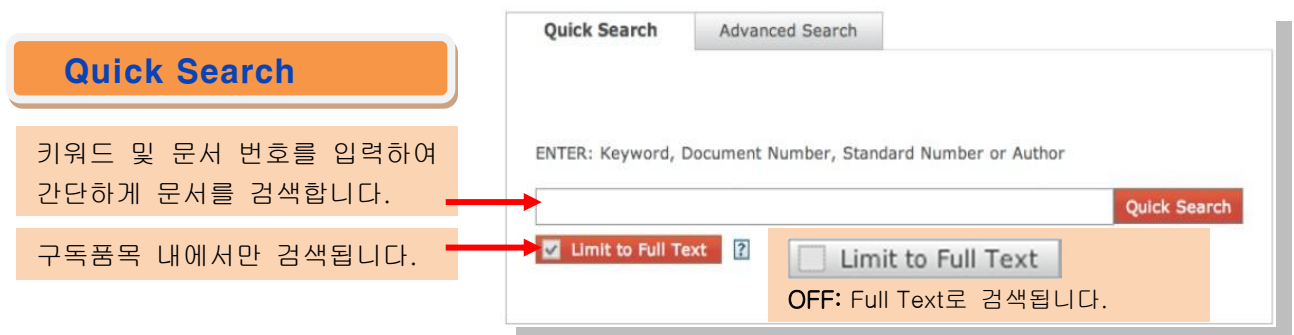 Quick Search
키워드 및 문서 번호를 입력하여
간단하게 문서를 검색합니다.
구독품목 내에서만 검색됩니다.
Quick Search
Advanced Search
ENTER: Keyword, Document Number, Standard Number or Author
Quick Search
Limit to Full Text
?
Limit to Full Text
OFF: Full Text로 검색됩니다.